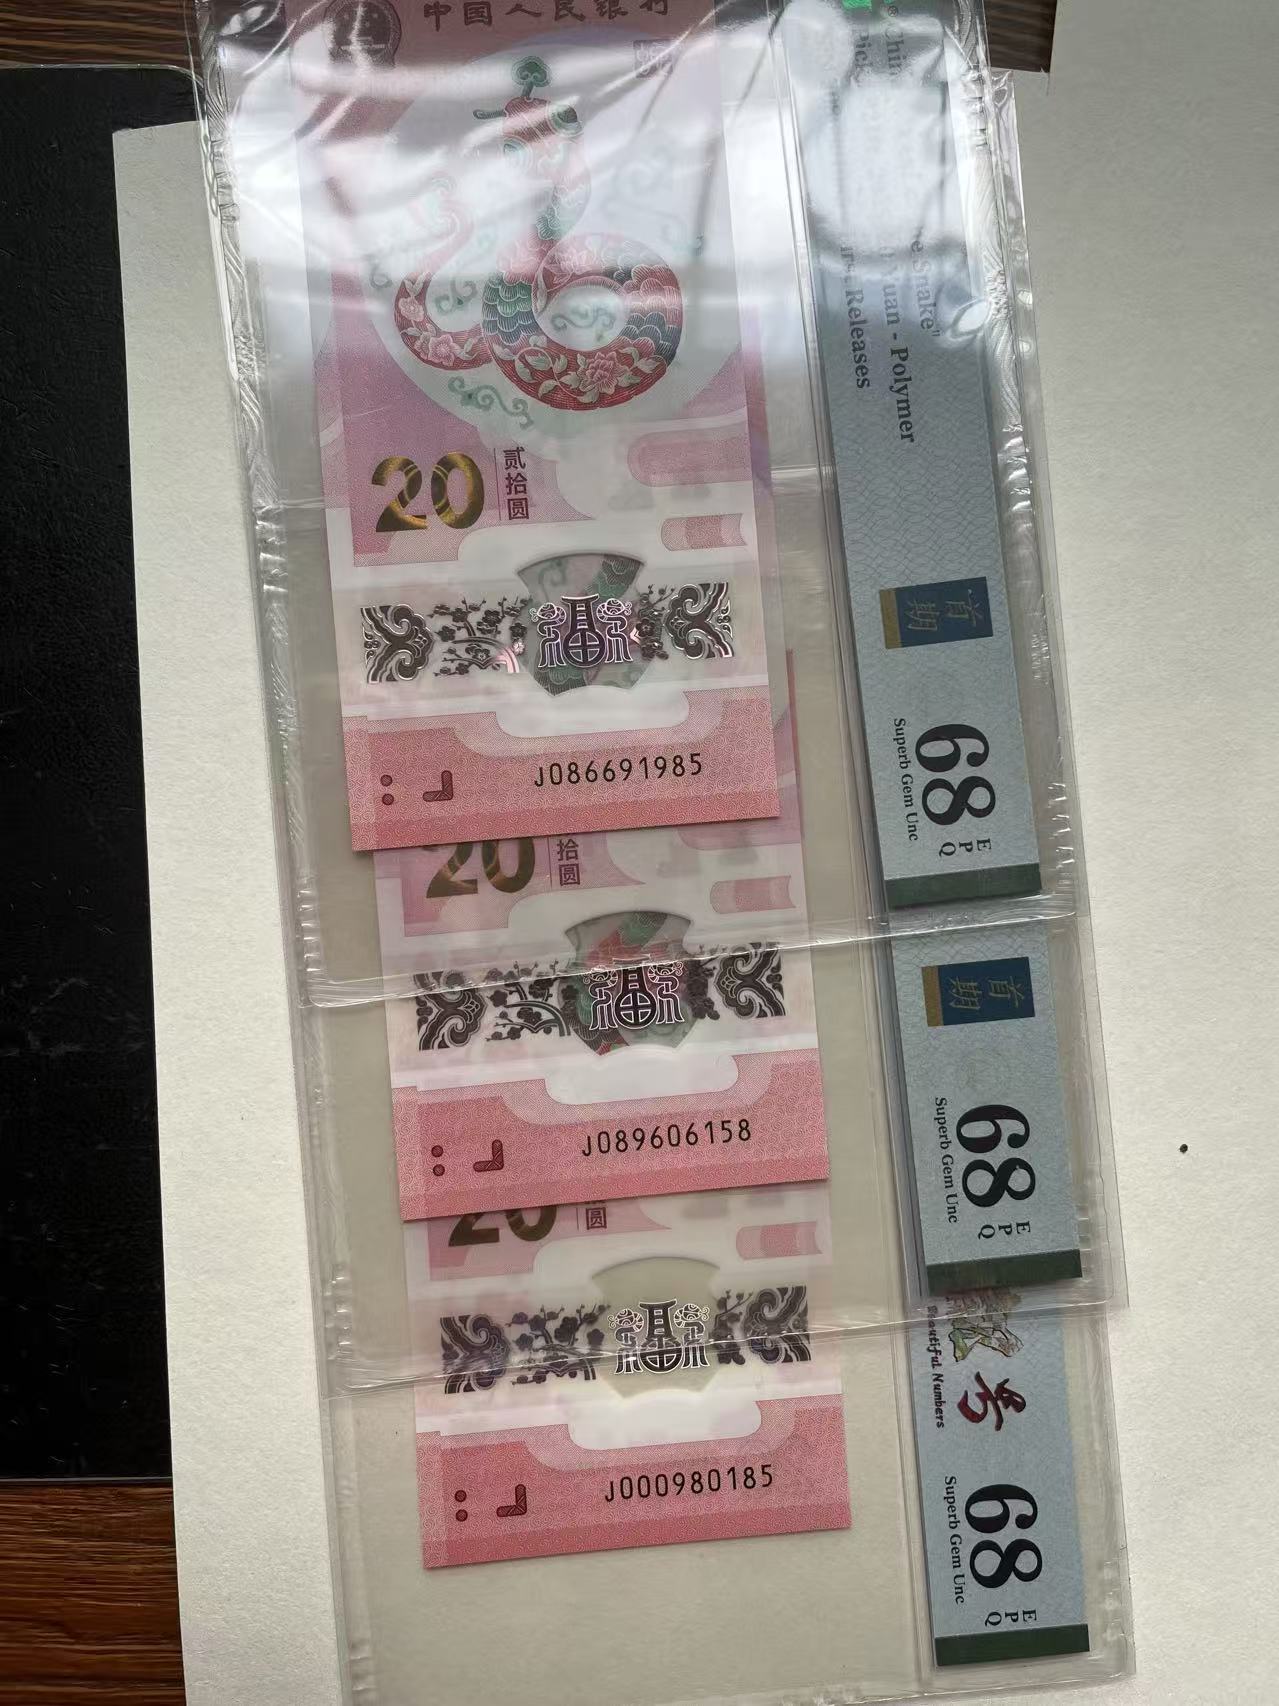 中国人民银行
20
贰拾圆
J086691985
e Snake"
Yuan - Polymer
Releases
首期
68
EPQ
Superb Gem Unc
20
拾圆
J089606158
首期
68
EPQ
Superb Gem Unc
20
圆
J000980185
号
Beautiful Numbers
68
EPQ
Superb Gem Unc